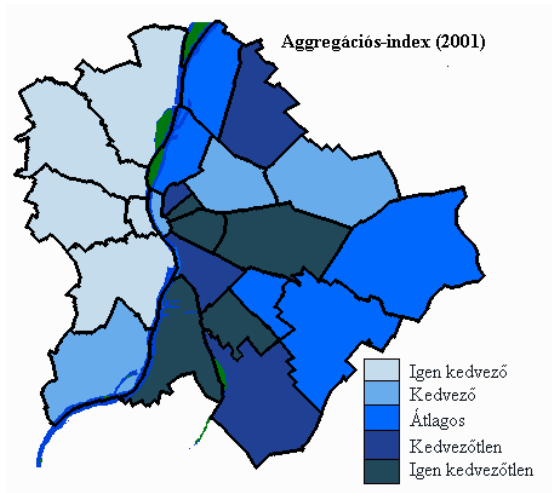 Aggregációs-index (2001)
Igen kedvező
Kedvező
Átlagos
Kedvezőtlen
Igen kedvezőtlen